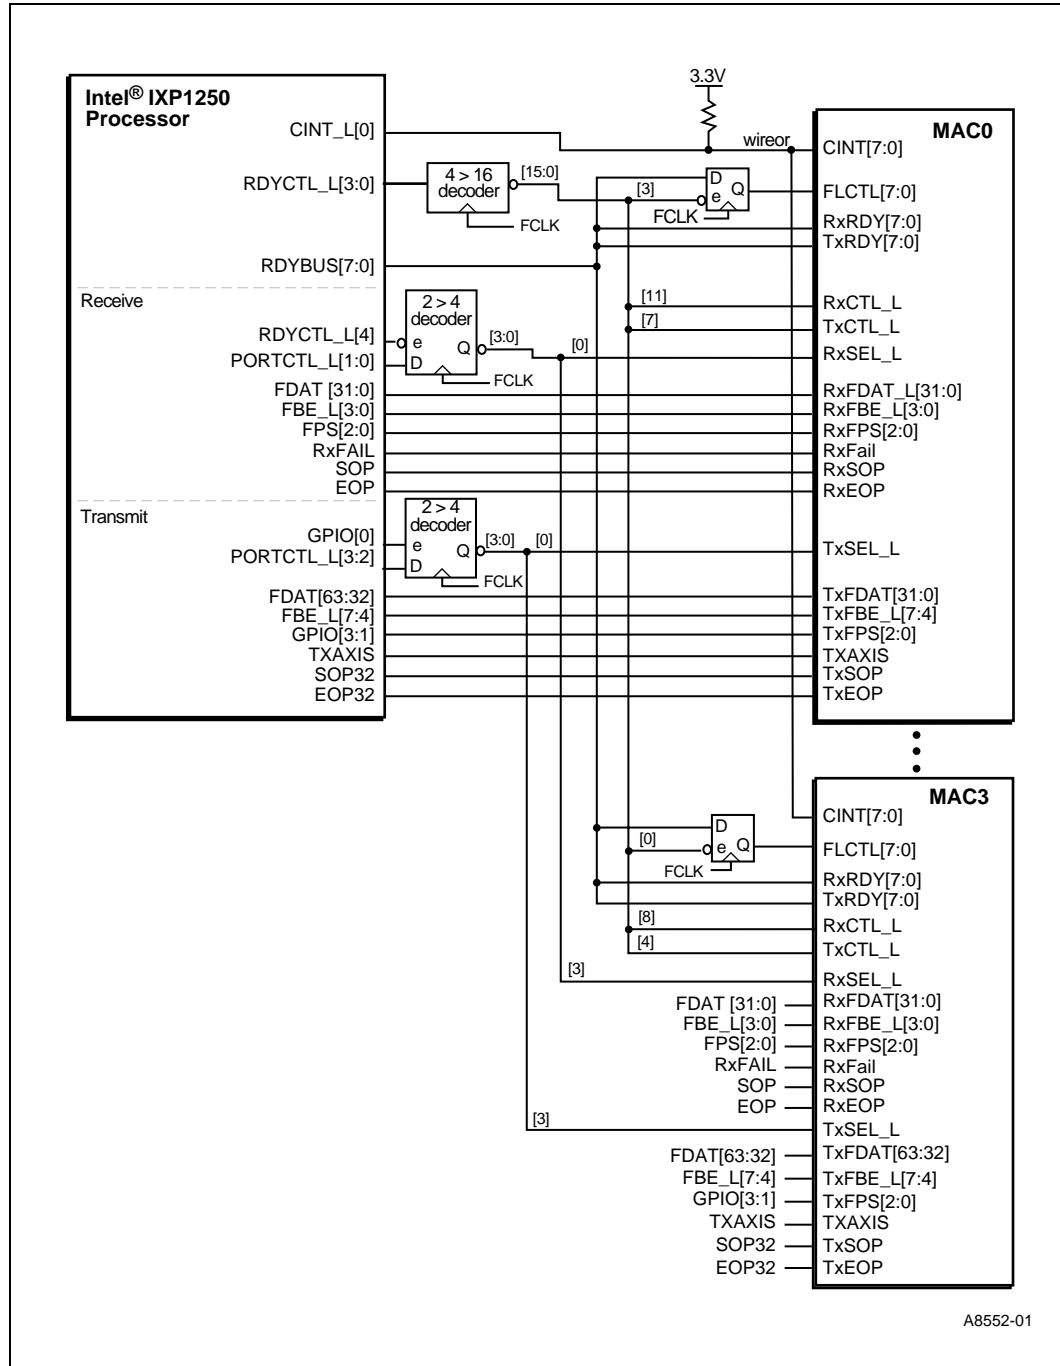 Intel® IXP1250
Processor
CINT_L[0]
RDYCTL_L[3:0]
4 > 16
decoder
[15:0]
FCLK
RDYBUS[7:0]
3.3V
wireor
[3]
D
e
Q
FCLK
MAC0
CINT[7:0]
FLCTL[7:0]
RxRDY[7:0]
TxRDY[7:0]
Receive
RDYCTL_L[4]
PORTCTL_L[1:0]
2 > 4
decoder
e
Q
D
[3:0]
FCLK
[0]
[11]
[7]
RxCTL_L
TxCTL_L
RxSEL_L
FDAT [31:0]
FBE_L[3:0]
FPS[2:0]
RxFAIL
SOP
EOP
RxFDAT_L[31:0]
RxFBE_L[3:0]
RxFPS[2:0]
RxFail
RxSOP
RxEOP
Transmit
GPIO[0]
PORTCTL_L[3:2]
2 > 4
decoder
e
Q
D
[3:0]
[0]
FCLK
TxSEL_L
FDAT[63:32]
FBE_L[7:4]
GPIO[3:1]
TXAXIS
SOP32
EOP32
TxFDAT[31:0]
TxFBE_L[7:4]
TxFPS[2:0]
TXAXIS
TxSOP
TxEOP
MAC3
D
e
Q
[0]
FCLK
CINT[7:0]
FLCTL[7:0]
RxRDY[7:0]
TxRDY[7:0]
[8]
RxCTL_L
[4]
TxCTL_L
[3]
RxSEL_L
FDAT [31:0]
RxFDAT[31:0]
FBE_L[3:0]
RxFBE_L[3:0]
FPS[2:0]
RxFPS[2:0]
RxFAIL
RxFail
SOP
RxSOP
EOP
RxEOP
[3]
TxSEL_L
FDAT[63:32]
TxFDAT[63:32]
FBE_L[7:4]
TxFBE_L[7:4]
GPIO[3:1]
TxFPS[2:0]
TXAXIS
TXAXIS
SOP32
TxSOP
EOP32
TxEOP
A8552-01